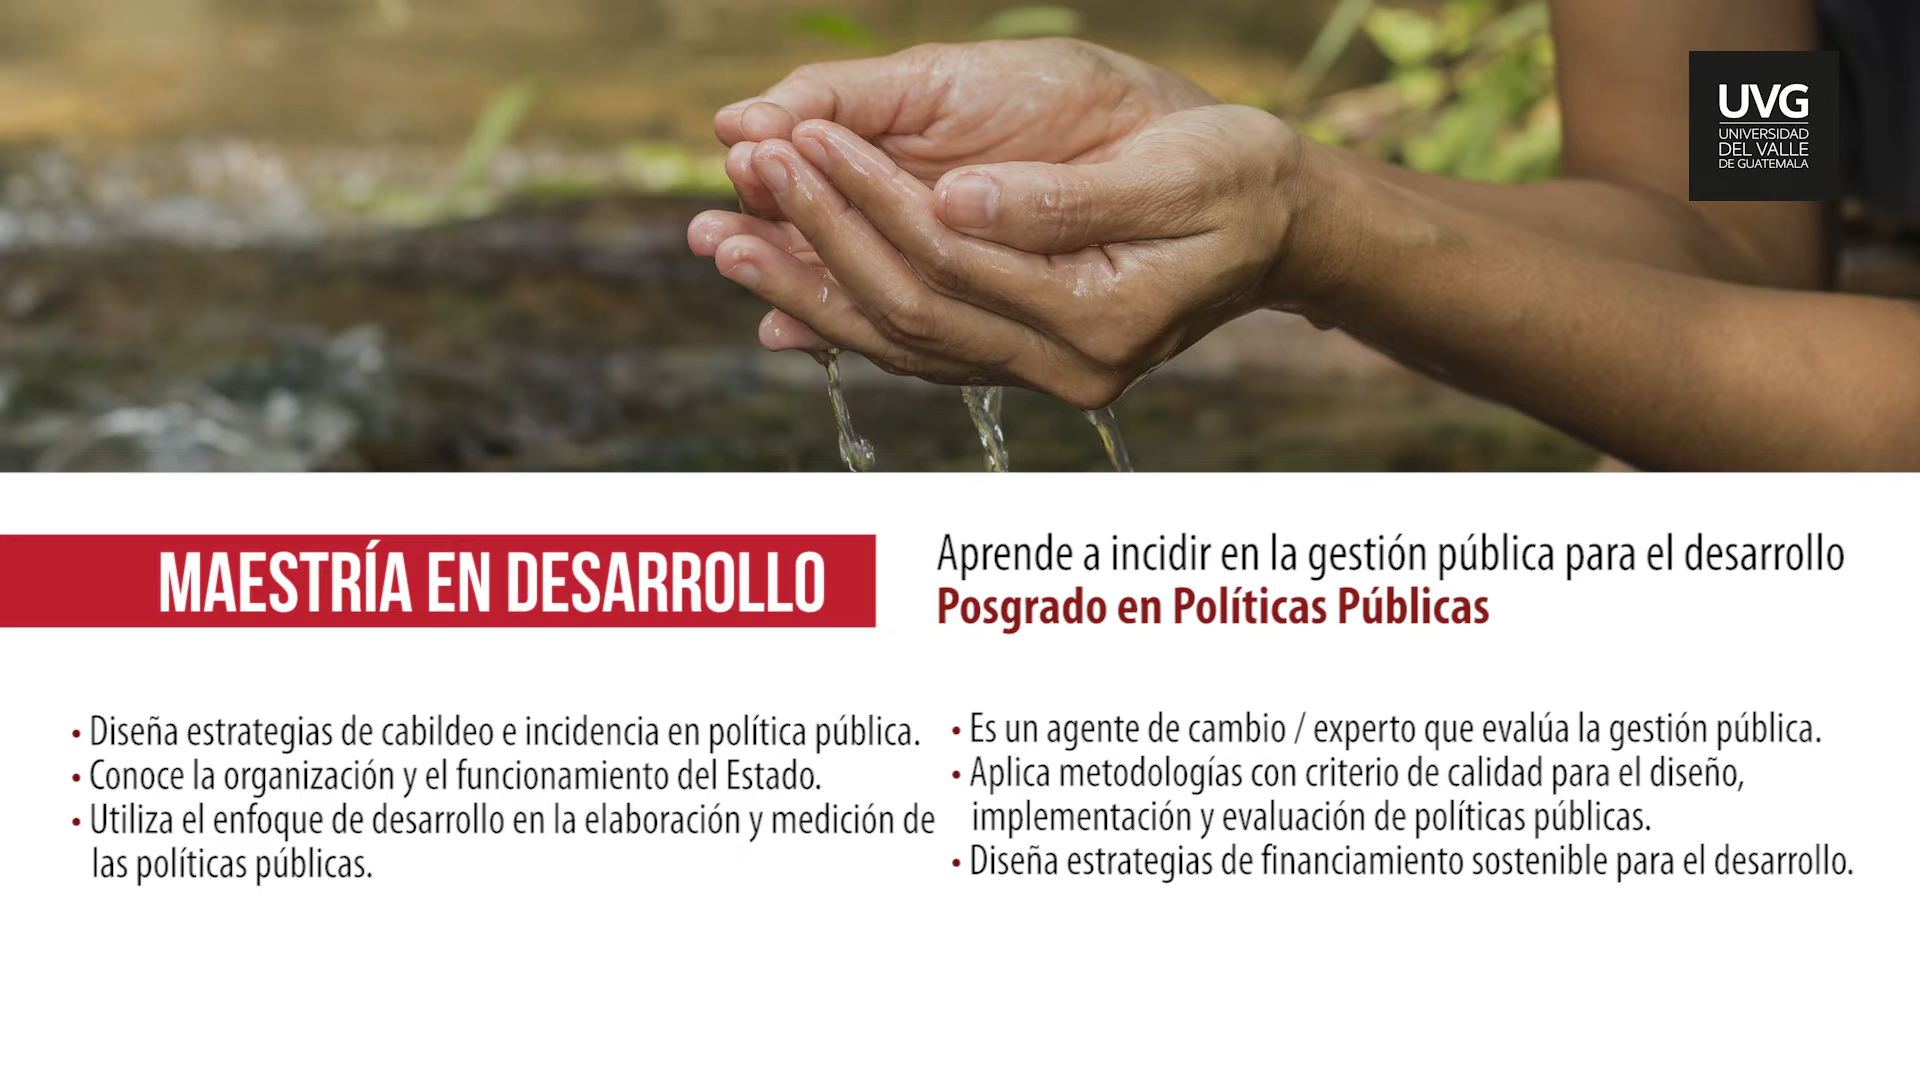 UVG
UNIVERSIDAD
DEL VALLE
DE GUATEMALA
MAESTRÍA EN DESARROLLO
Aprende a incidir en la gestión pública para el desarrollo
Posgrado en Políticas Públicas
• Diseña estrategias de cabildeo e incidencia en política pública.
• Conoce la organización y el funcionamiento del Estado.
• Utiliza el enfoque de desarrollo en la elaboración y medición de
las políticas públicas.
• Es un agente de cambio / experto que evalúa la gestión pública.
• Aplica metodologías con criterio de calidad para el diseño,
implementación y evaluación de políticas públicas.
• Diseña estrategias de financiamiento sostenible para el desarrollo.